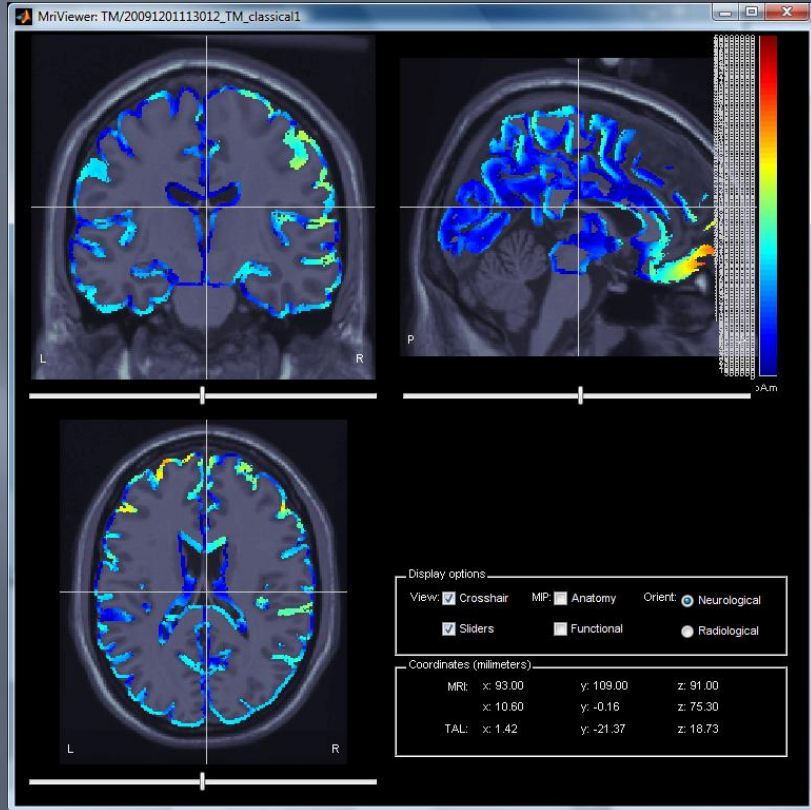 MriViewer: TM/20091201113012_TM_classical1
L R
P
L R
Display options
View: Crosshair MIP: Anatomy Orient: Neurological
Sliders Functional Radiological
Coordinates (milimeters)
MRI: x: 93.00 y: 109.00 z: 91.00
x: 10.60 y: -0.16 z: 75.30
TAL: x: 1.42 y: -21.37 z: 18.73